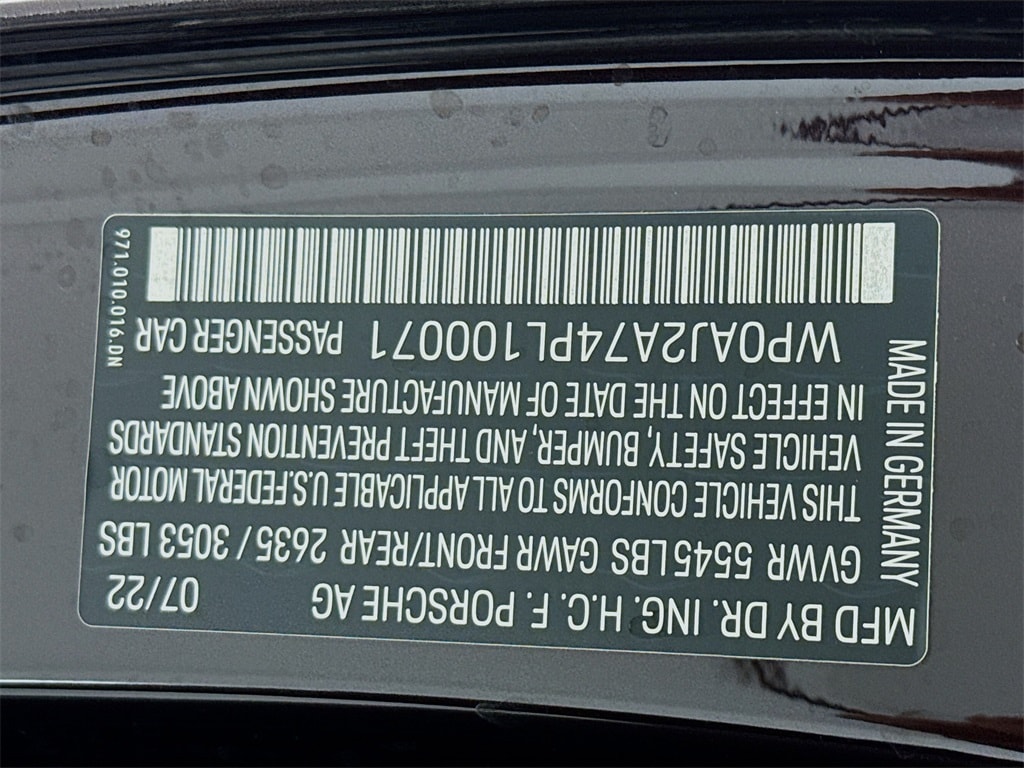 MFD BY DR. ING. H.C. F. PORSCHE AG 07/22
GVWR 5545 LBS GAWR FRONT/REAR 2635 / 3053 LBS
THIS VEHICLE CONFORMS TO ALL APPLICABLE U.S.FEDERAL MOTOR
VEHICLE SAFETY, BUMPER, AND THEFT PREVENTION STANDARDS
IN EFFECT ON THE DATE OF MANUFACTURE SHOWN ABOVE
WP0AJ2A74PL100071 PASSENGER CAR
MADE IN GERMANY
971.010.016.DN